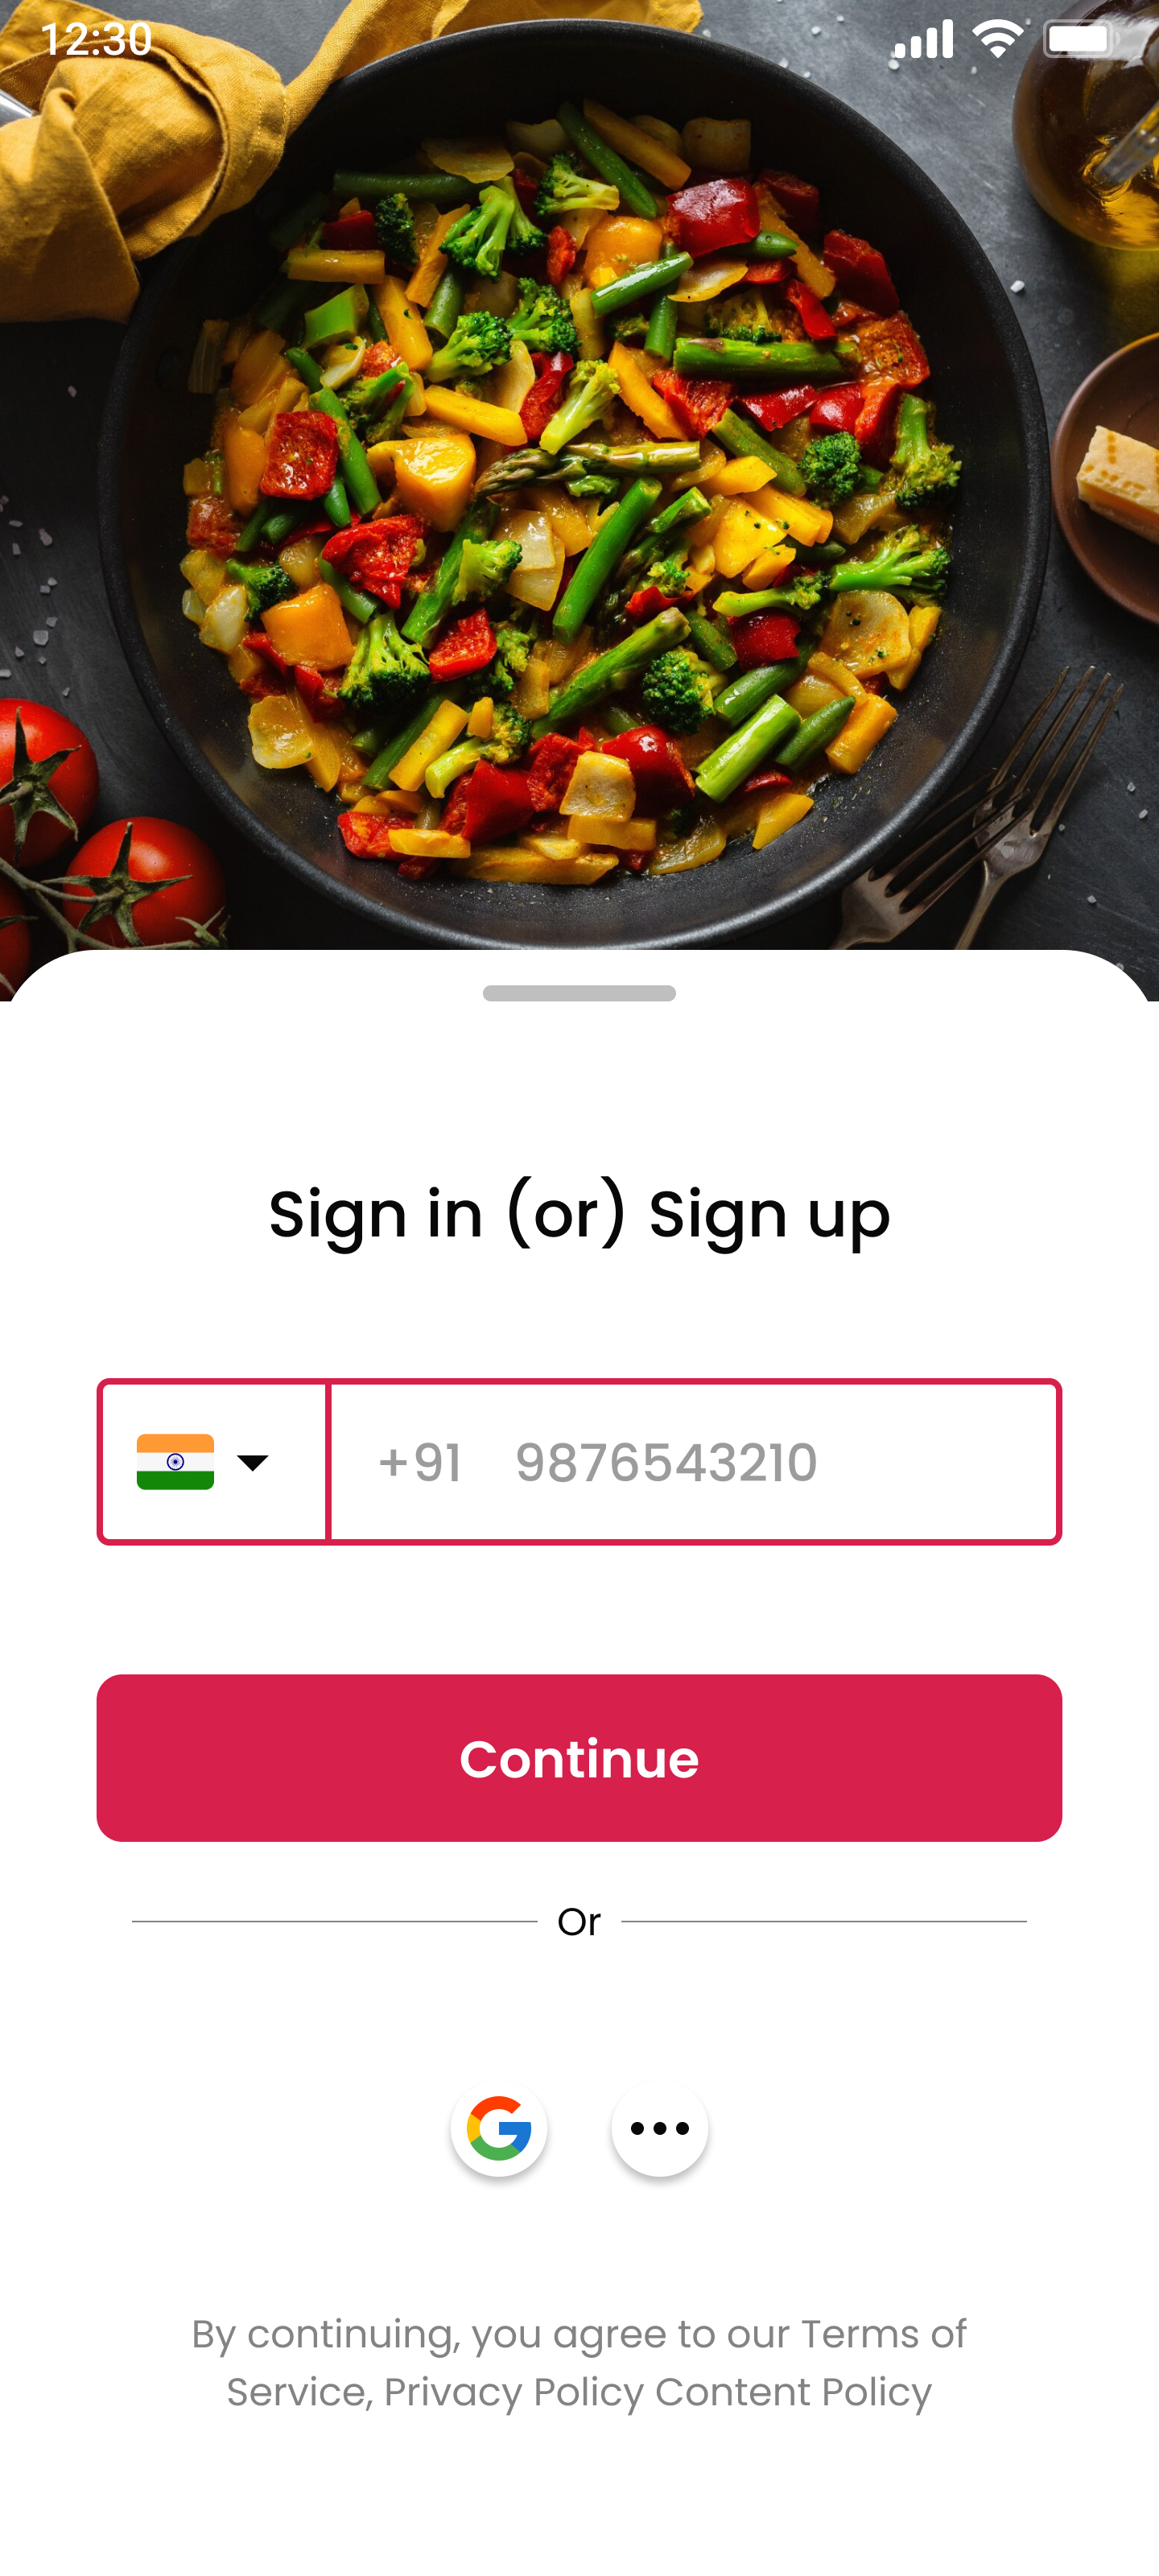 12:30
Sign in (or) Sign up
+91 9876543210
Continue
Or
By continuing, you agree to our Terms of
Service, Privacy Policy Content Policy